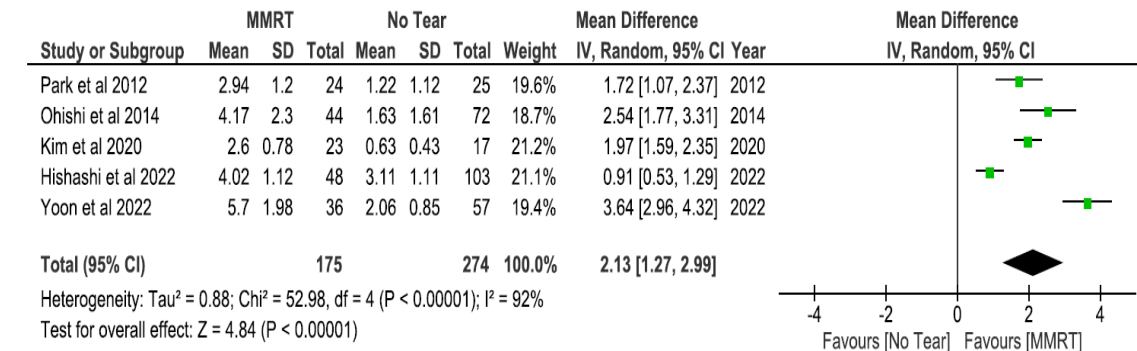 MMRT No Tear Mean Difference Mean Difference
Study or Subgroup Mean SD Total Mean SD Total Weight IV, Random, 95% CI Year IV, Random, 95% CI
Park et al 2012 2.94 1.2 24 1.22 1.12 25 19.6% 1.72 [1.07, 2.37] 2012
Ohishi et al 2014 4.17 2.3 44 1.63 1.61 72 18.7% 2.54 [1.77, 3.31] 2014
Kim et al 2020 2.6 0.78 23 0.63 0.43 17 21.2% 1.97 [1.59, 2.35] 2020
Hishashi et al 2022 4.02 1.12 48 3.11 1.11 103 21.1% 0.91 [0.53, 1.29] 2022
Yoon et al 2022 5.7 1.98 36 2.06 0.85 57 19.4% 3.64 [2.96, 4.32] 2022
Total (95% CI) 175 274 100.0% 2.13 [1.27, 2.99]
Heterogeneity: Tau² = 0.88; Chi² = 52.98, df = 4 (P < 0.00001); I² = 92%
Test for overall effect: Z = 4.84 (P < 0.00001)
-4 -2 0 2 4
Favours [No Tear] Favours [MMRT]